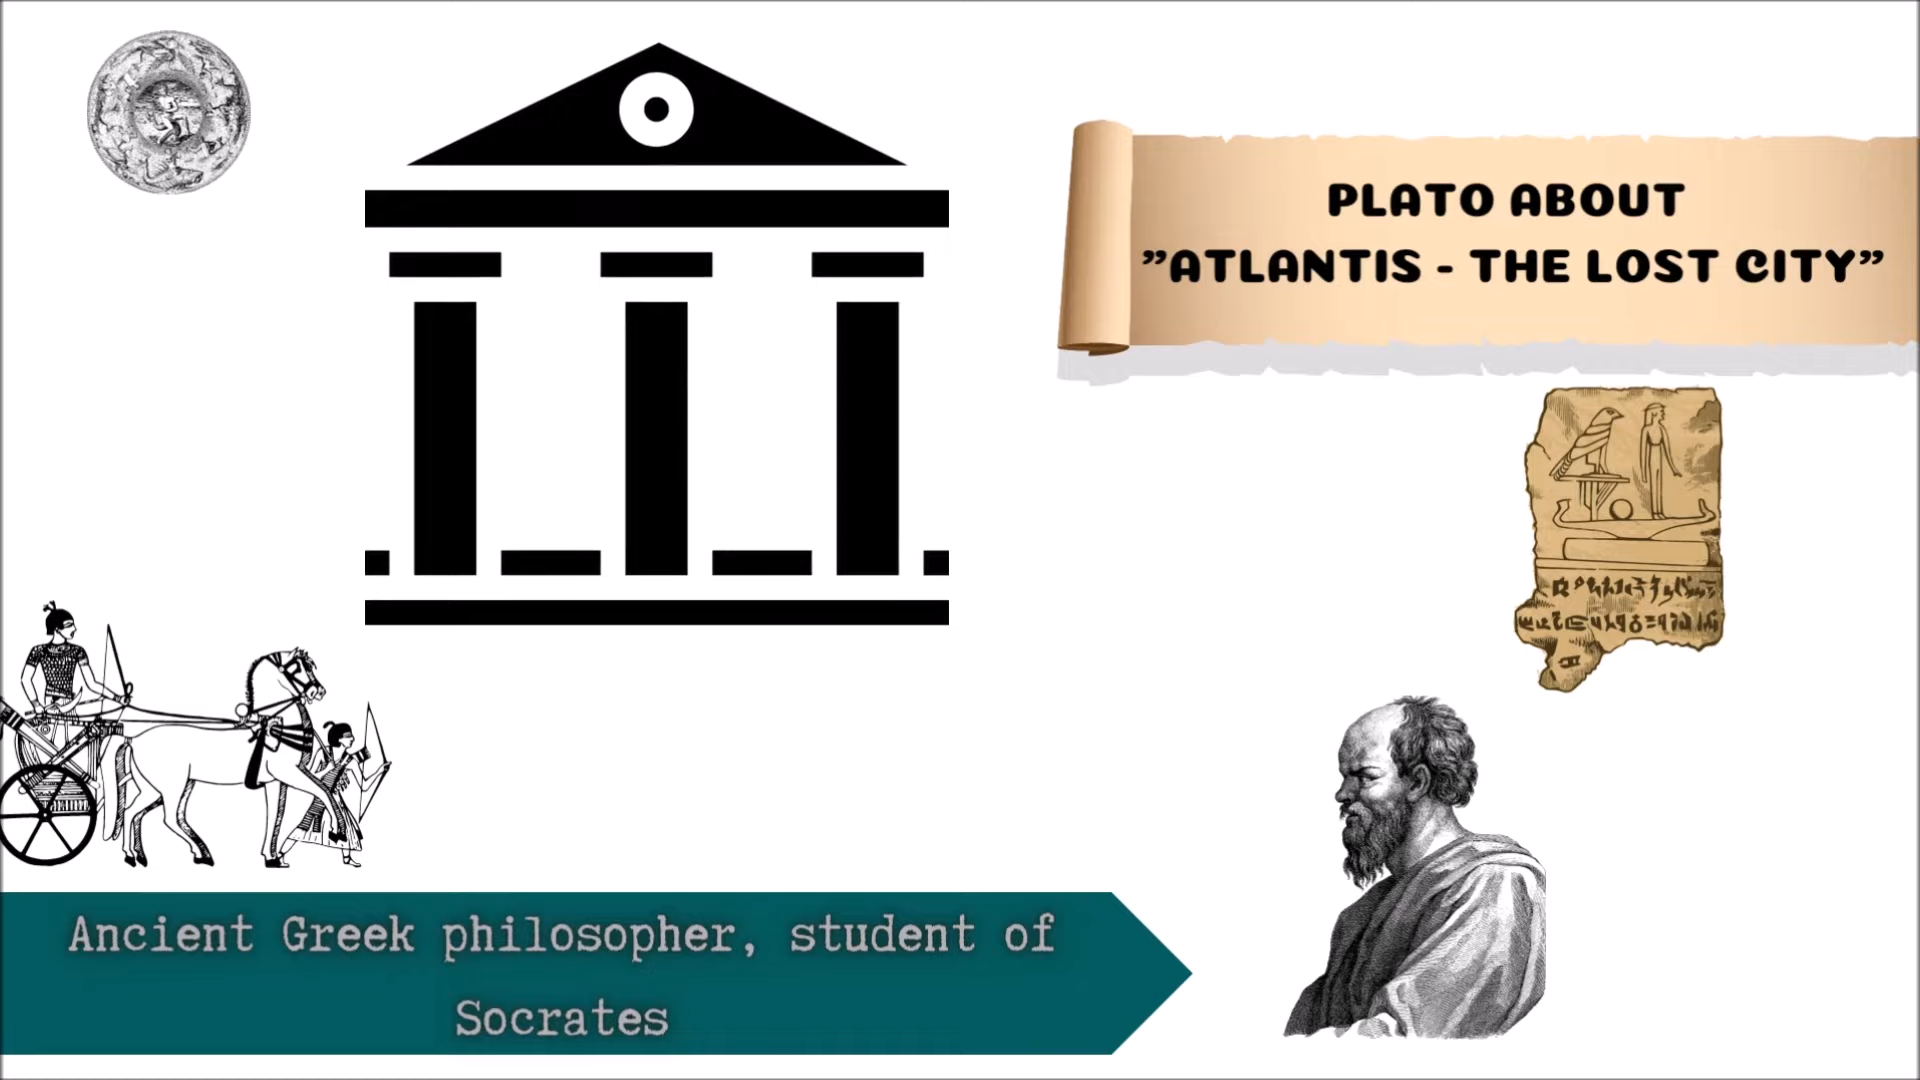 PLATO ABOUT
”ATLANTIS - THE LOST CITY”
Ancient Greek philosopher, student of
Socrates